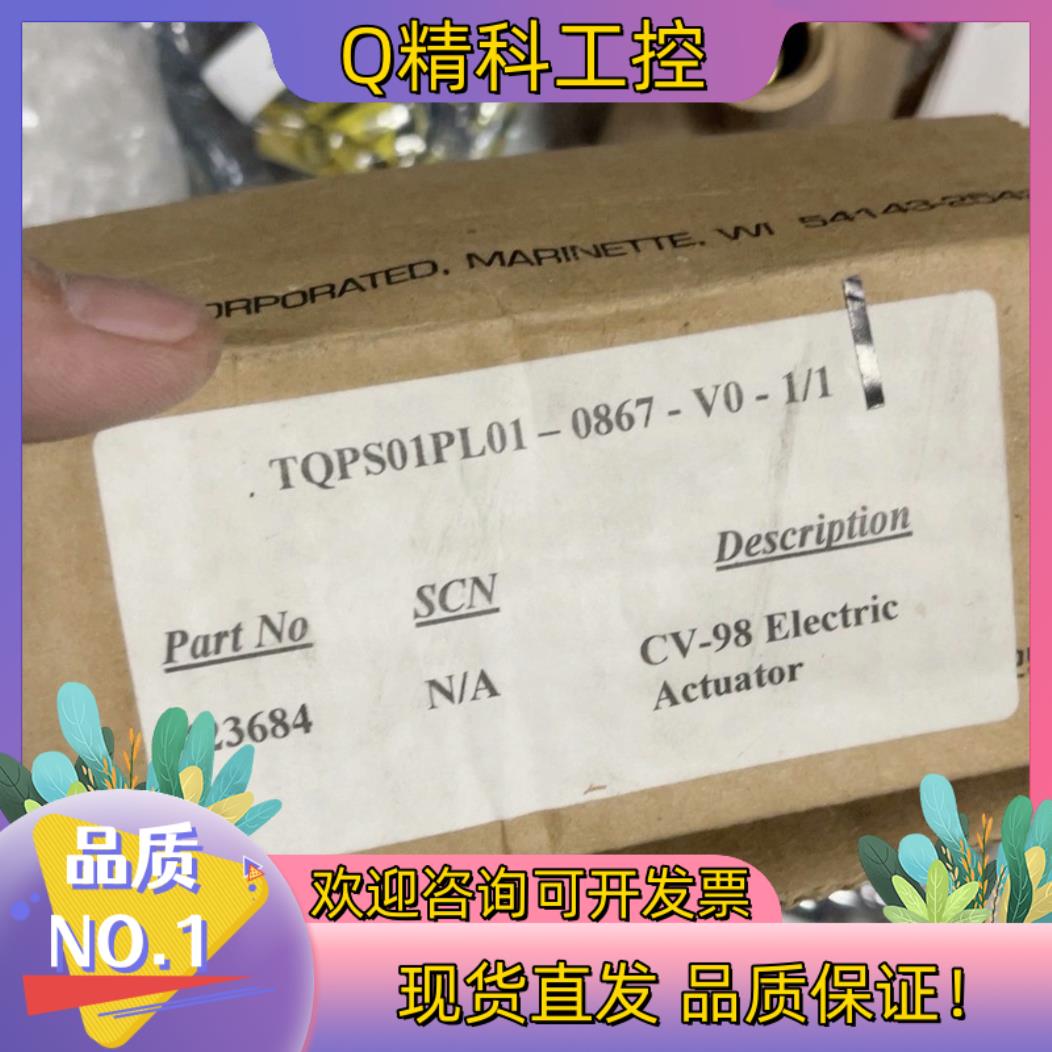 Q精科工控
ORPORATED, MARINETTE, WI 54143-254
TQPS01PL01 – 0867 - V0 - 1/1
Part No
SCN
Description
23684
N/A
CV-98 Electric
Actuator
品质
NO.1
欢迎咨询可开发票
现货直发 品质保证!